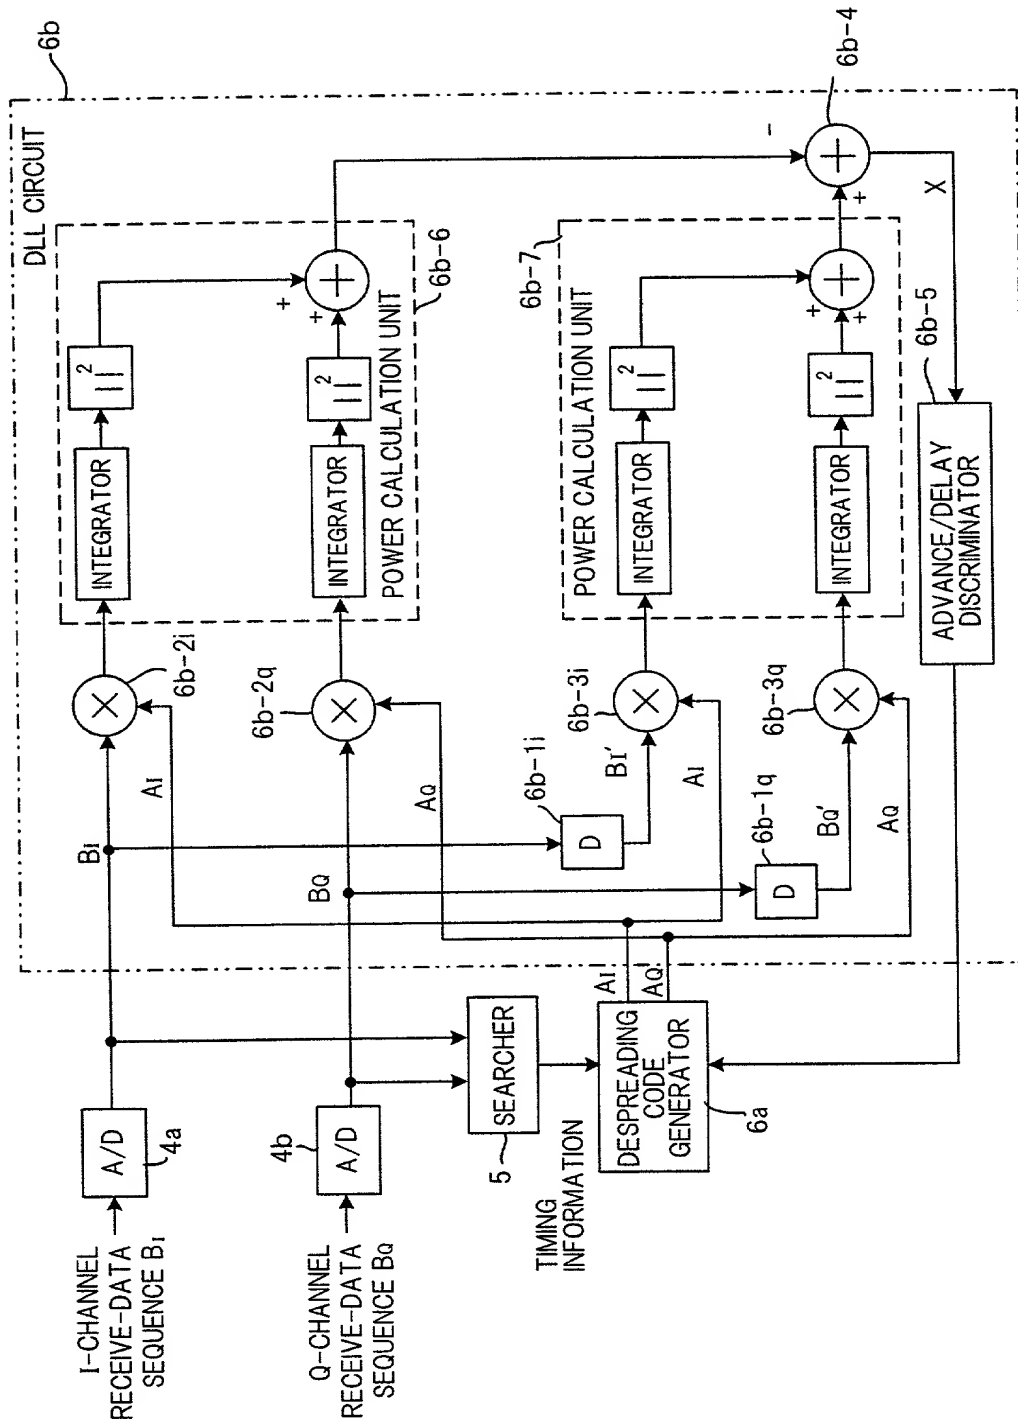 6b
DLL CIRCUIT
I-CHANNEL
RECEIVE-DATA
SEQUENCE BI
A/D
4a
BI
AI
×
6b-2i
INTEGRATOR
| |2
+
+
+
6b-6
POWER CALCULATION UNIT
Q-CHANNEL
RECEIVE-DATA
SEQUENCE BQ
A/D
4b
BQ
AQ
×
6b-2q
INTEGRATOR
| |2
-
+
+
6b-4
X
SEARCHER
5
TIMING
INFORMATION
D
6b-1i
BI'
AI
×
6b-3i
INTEGRATOR
| |2
6b-7
POWER CALCULATION UNIT
+
+
+
DESPREADING
CODE
GENERATOR
6a
AI
AQ
D
6b-1q
BQ'
AQ
×
6b-3q
INTEGRATOR
| |2
ADVANCE/DELAY
DISCRIMINATOR
6b-5